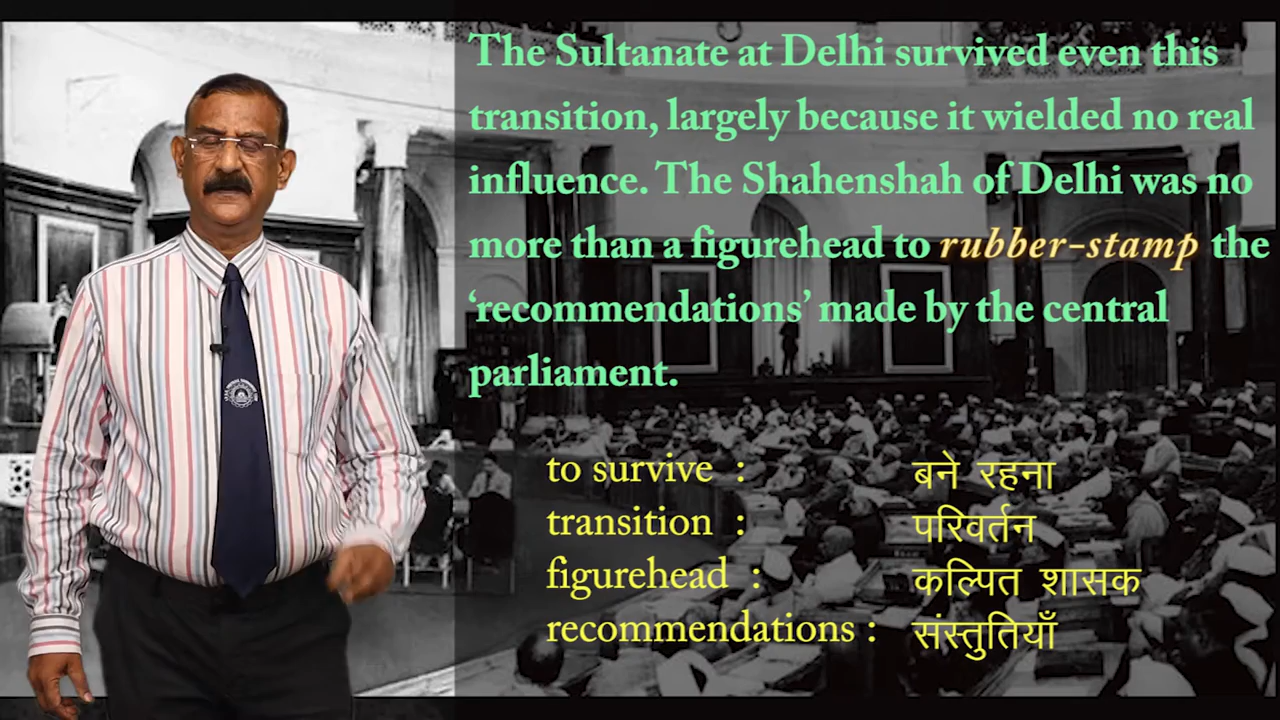 The Sultanate at Delhi survived even this
transition, largely because it wielded no real
influence. The Shahenshah of Delhi was no
more than a figurehead to rubber-stamp the
‘recommendations’ made by the central
parliament.
to survive : बने रहना
transition : परिवर्तन
figurehead : कल्पित शासक
recommendations : संस्तुतियाँ